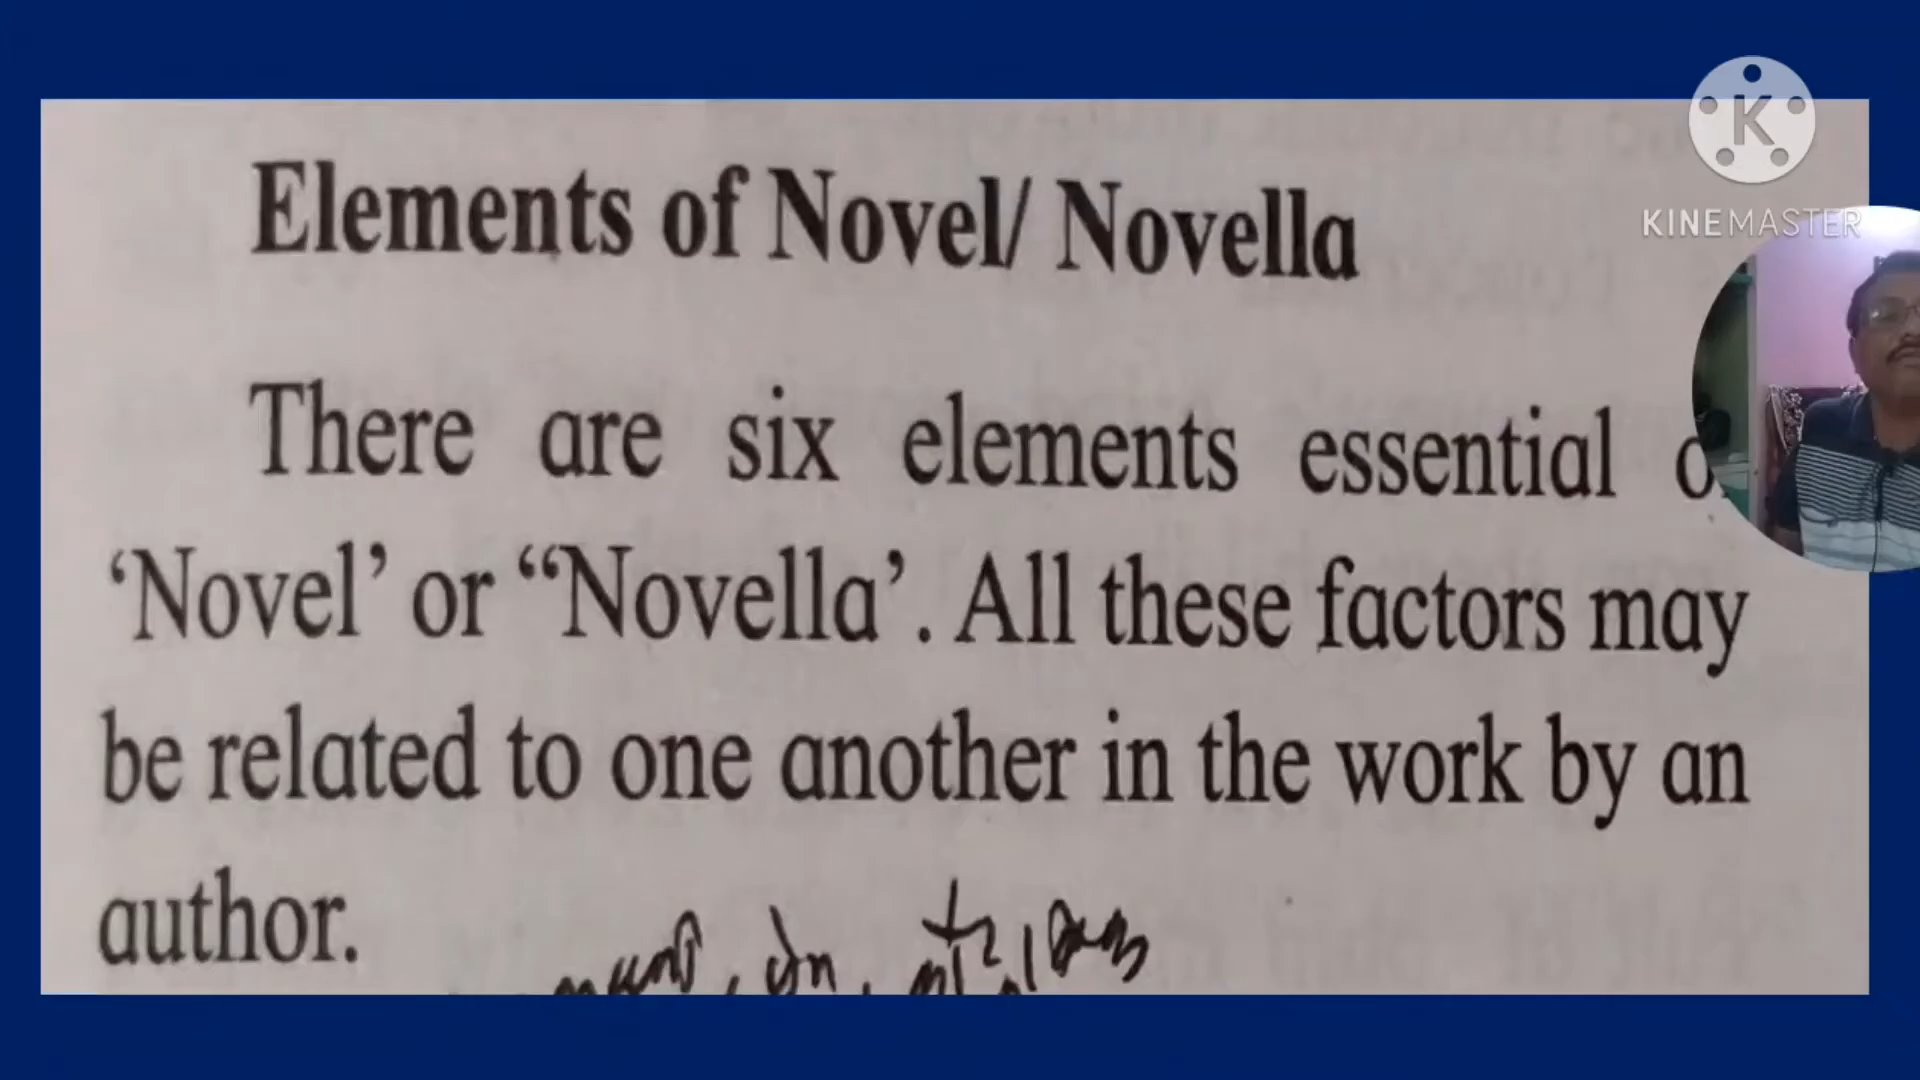 Elements of Novel/ Novella
There are six elements essential
‘Novel’ or “Novella’. All these factors may
be related to one another in the work by an
author.
K
KINEMASTER